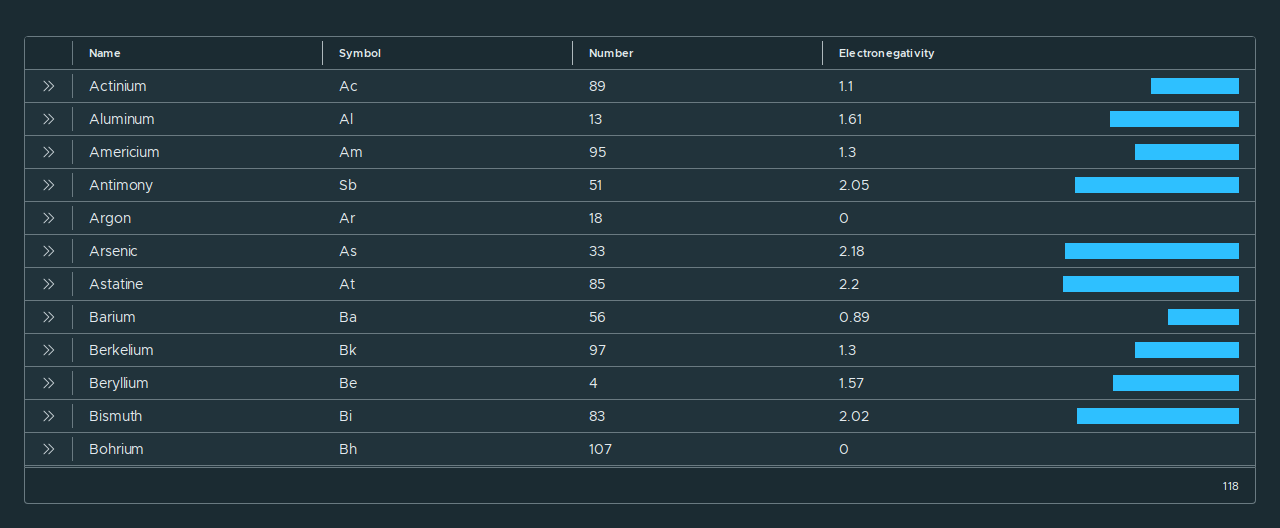 Name Symbol Number Electronegativity
Actinium Ac 89 1.1
Aluminum Al 13 1.61
Americium Am 95 1.3
Antimony Sb 51 2.05
Argon Ar 18 0
Arsenic As 33 2.18
Astatine At 85 2.2
Barium Ba 56 0.89
Berkelium Bk 97 1.3
Beryllium Be 4 1.57
Bismuth Bi 83 2.02
Bohrium Bh 107 0
118